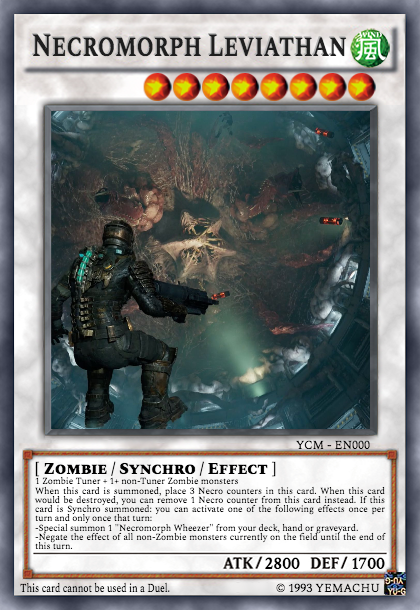 NECROMORPH LEVIATHAN
WIND
風
YCM - EN000
[ ZOMBIE / SYNCHRO / EFFECT ]
1 Zombie Tuner + 1+ non-Tuner Zombie monsters
When this card is summoned, place 3 Necro counters in this card. When this card
would be destroyed, you can remove 1 Necro counter from this card instead. If this
card is Synchro summoned: you can activate one of the following effects once per
turn and only once that turn:
-Special summon 1 "Necromorph Wheezer" from your deck, hand or graveyard.
-Negate the effect of all non-Zombie monsters currently on the field until the end of
this turn.
ATK / 2800 DEF / 1700
This card cannot be used in a Duel.
© 1993 YEMACHU
YU-G